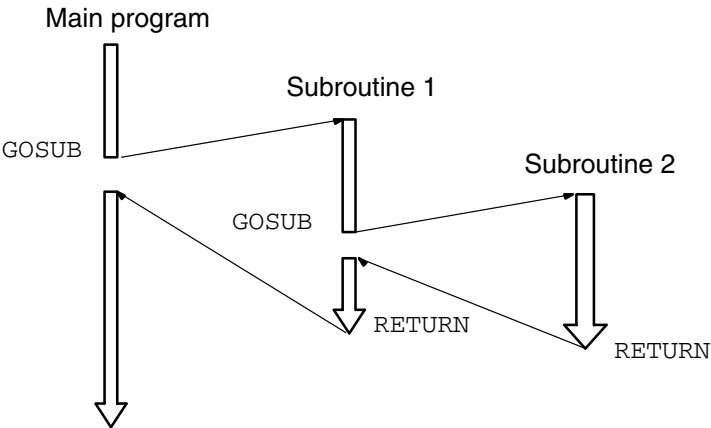 Main program
Subroutine 1
GOSUB
Subroutine 2
GOSUB
RETURN
RETURN